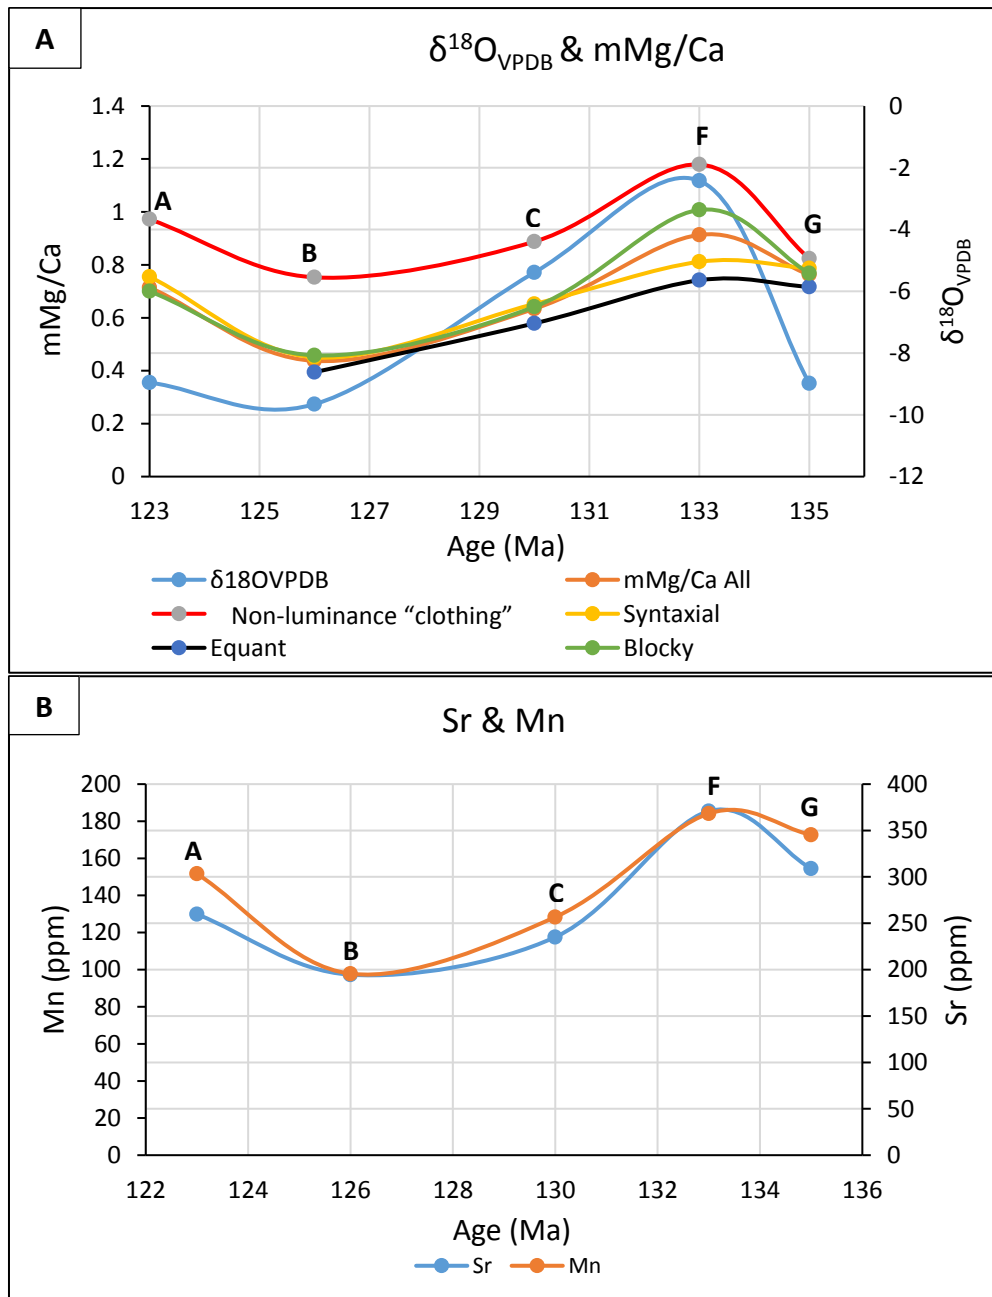 A
δ¹⁸O_VPDB & mMg/Ca
1.4
1.2
1
0.8
0.6
0.4
0.2
0
mMg/Ca
0
-2
-4
-6
-8
-10
-12
δ¹⁸O_VPDB
A
B
C
F
G
123 125 127 129 131 133 135
Age (Ma)
δ18OVPDB mMg/Ca All
Non-luminance “clothing” Syntaxial
Equant Blocky
B
Sr & Mn
200
180
160
140
120
100
80
60
40
20
0
Mn (ppm)
400
350
300
250
200
150
100
50
0
Sr (ppm)
A
B
C
F
G
122 124 126 128 130 132 134 136
Age (Ma)
Sr Mn